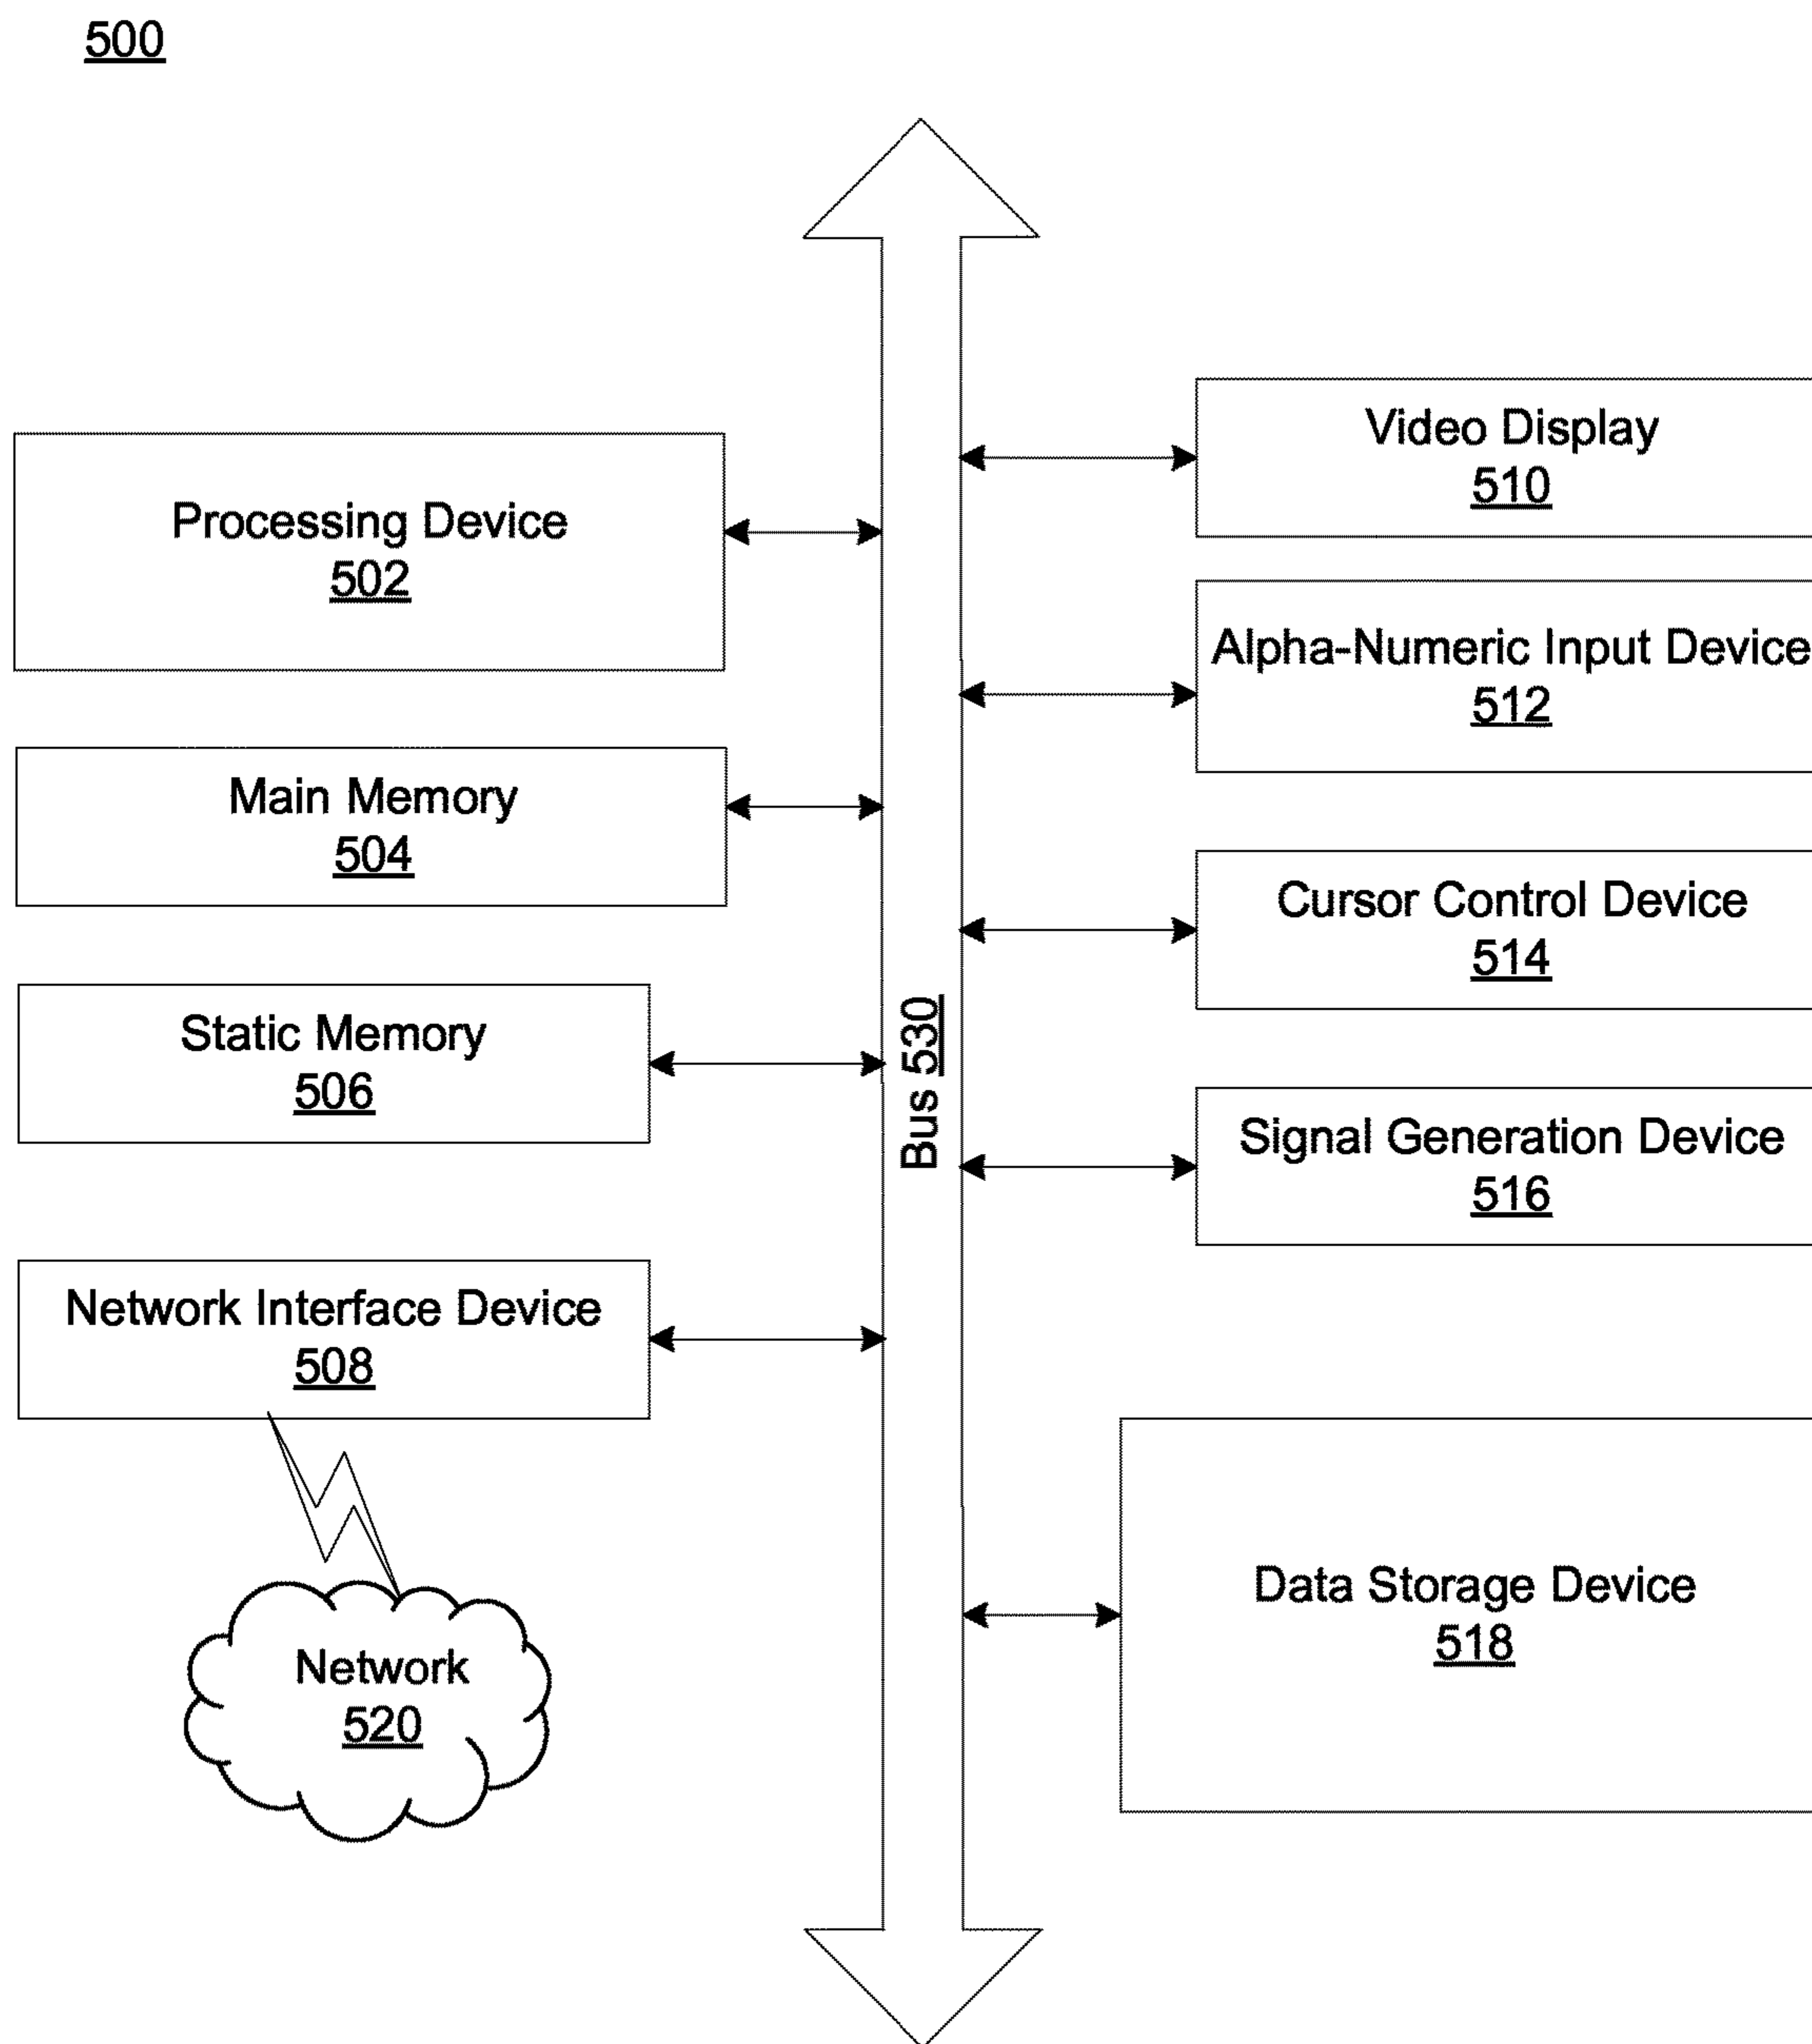 500
Processing Device
502
Main Memory
504
Static Memory
506
Network Interface Device
508
Network
520
Bus 530
Video Display
510
Alpha-Numeric Input Device
512
Cursor Control Device
514
Signal Generation Device
516
Data Storage Device
518